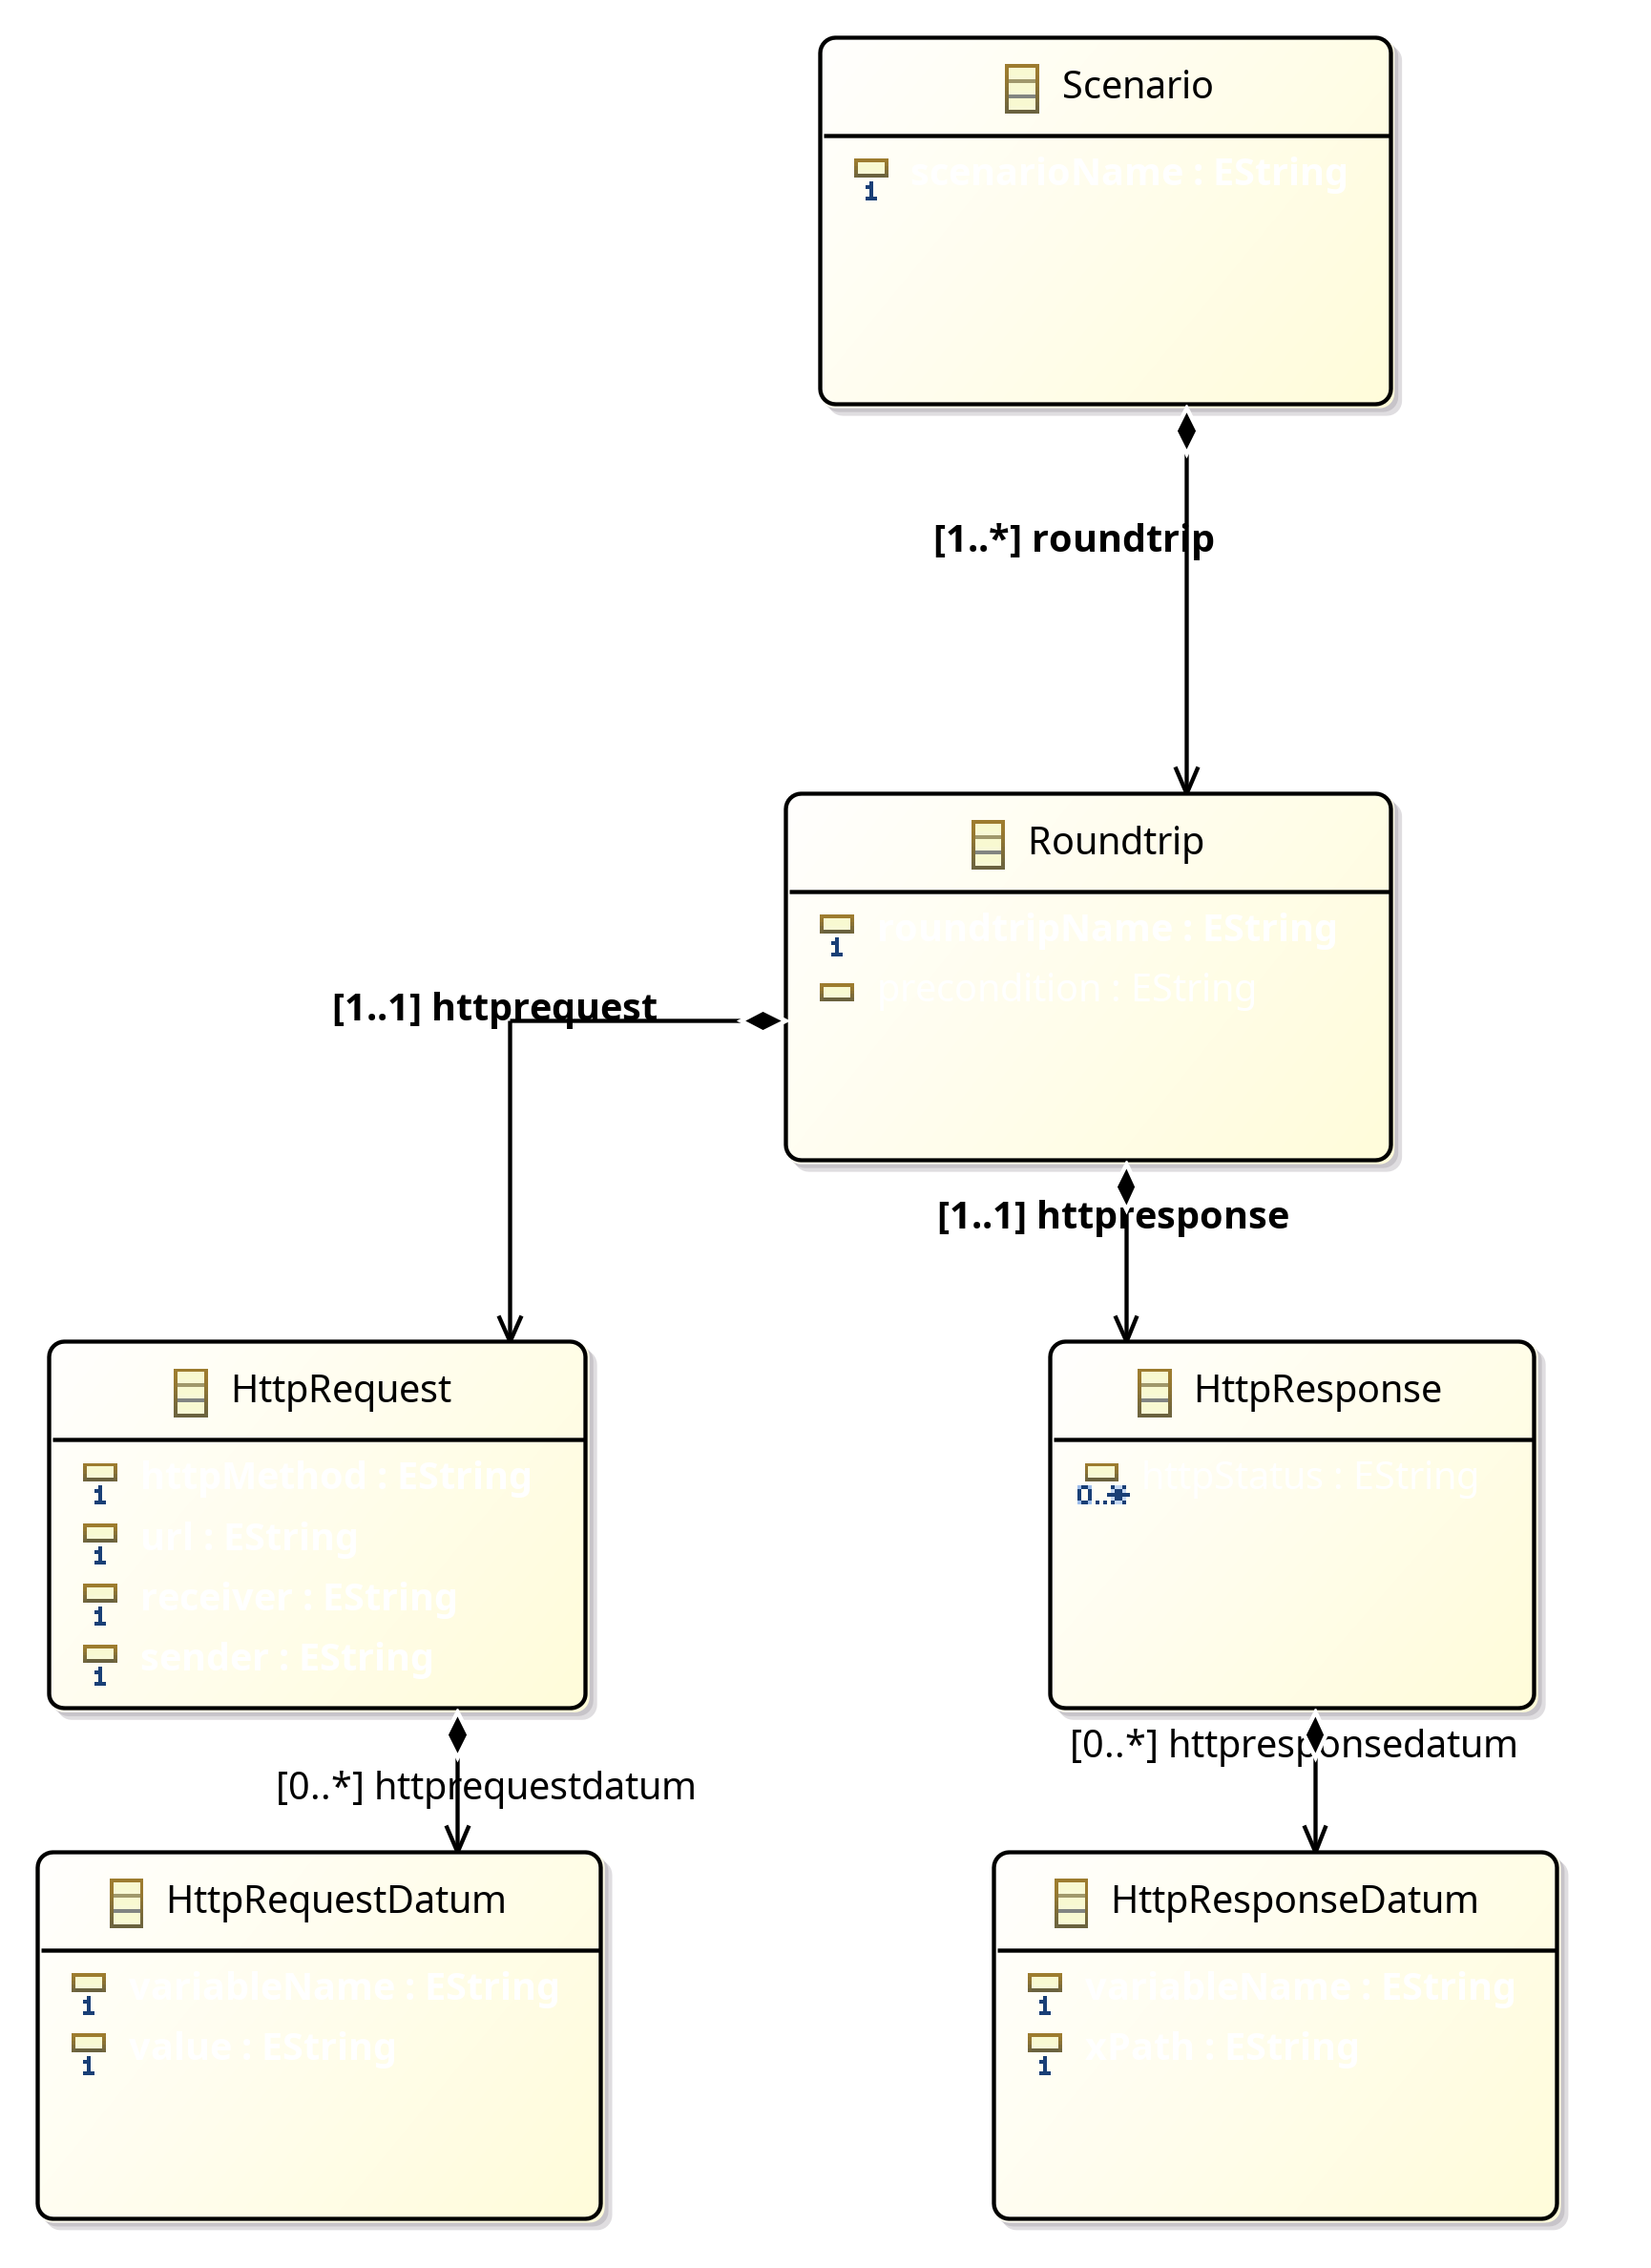 Scenario
1 scenarioName : EString
[1..*] roundtrip
Roundtrip
1 roundtripName : EString
precondition : EString
[1..1] httprequest
[1..1] httpresponse
HttpRequest
1 httpMethod : EString
1 url : EString
1 receiver : EString
1 sender : EString
HttpResponse
0..* httpStatus : EString
[0..*] httprequestdatum
[0..*] httpresponsedatum
HttpRequestDatum
1 variableName : EString
1 value : EString
HttpResponseDatum
1 variableName : EString
1 xPath : EString